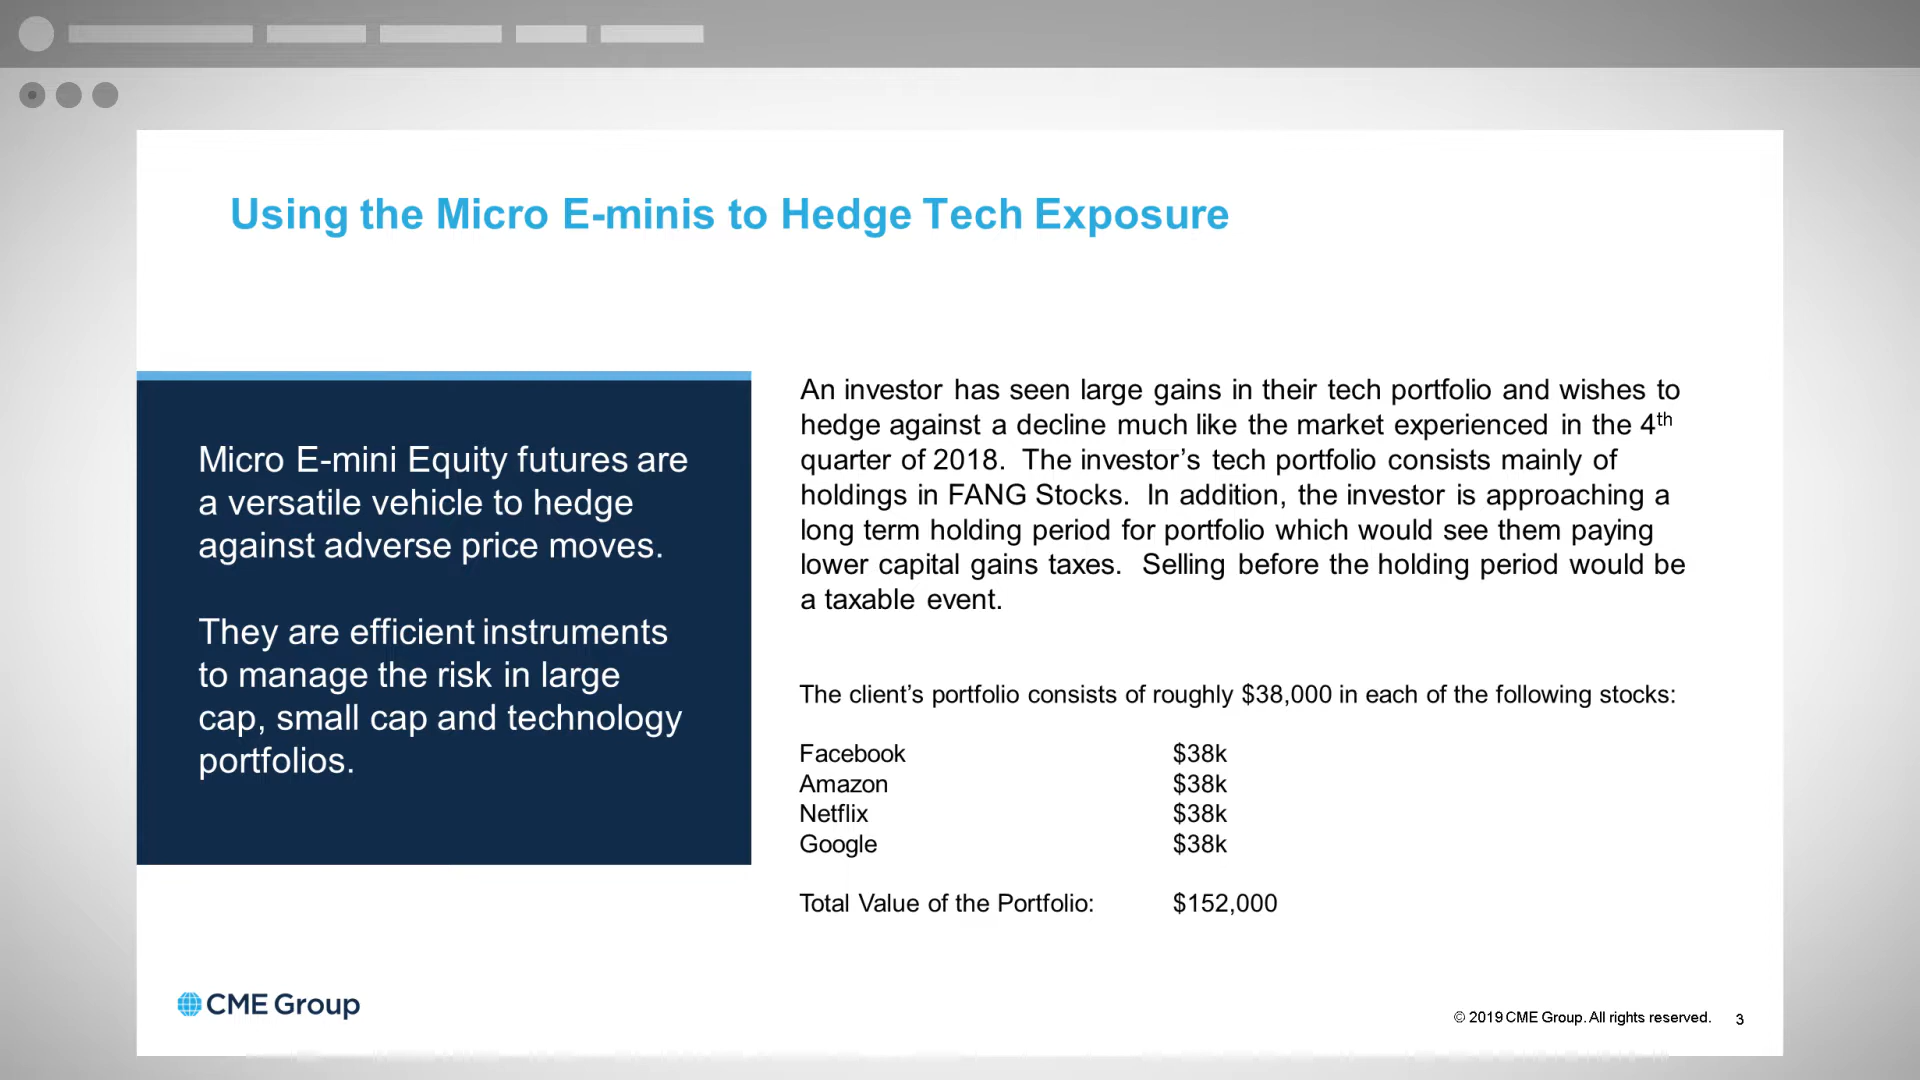 Using the Micro E-minis to Hedge Tech Exposure
Micro E-mini Equity futures are
a versatile vehicle to hedge
against adverse price moves.
They are efficient instruments
to manage the risk in large
cap, small cap and technology
portfolios.
An investor has seen large gains in their tech portfolio and wishes to
hedge against a decline much like the market experienced in the 4th
quarter of 2018. The investor’s tech portfolio consists mainly of
holdings in FANG Stocks. In addition, the investor is approaching a
long term holding period for portfolio which would see them paying
lower capital gains taxes. Selling before the holding period would be
a taxable event.
The client’s portfolio consists of roughly $38,000 in each of the following stocks:
Facebook $38k
Amazon $38k
Netflix $38k
Google $38k
Total Value of the Portfolio: $152,000
CME Group
© 2019 CME Group. All rights reserved. 3